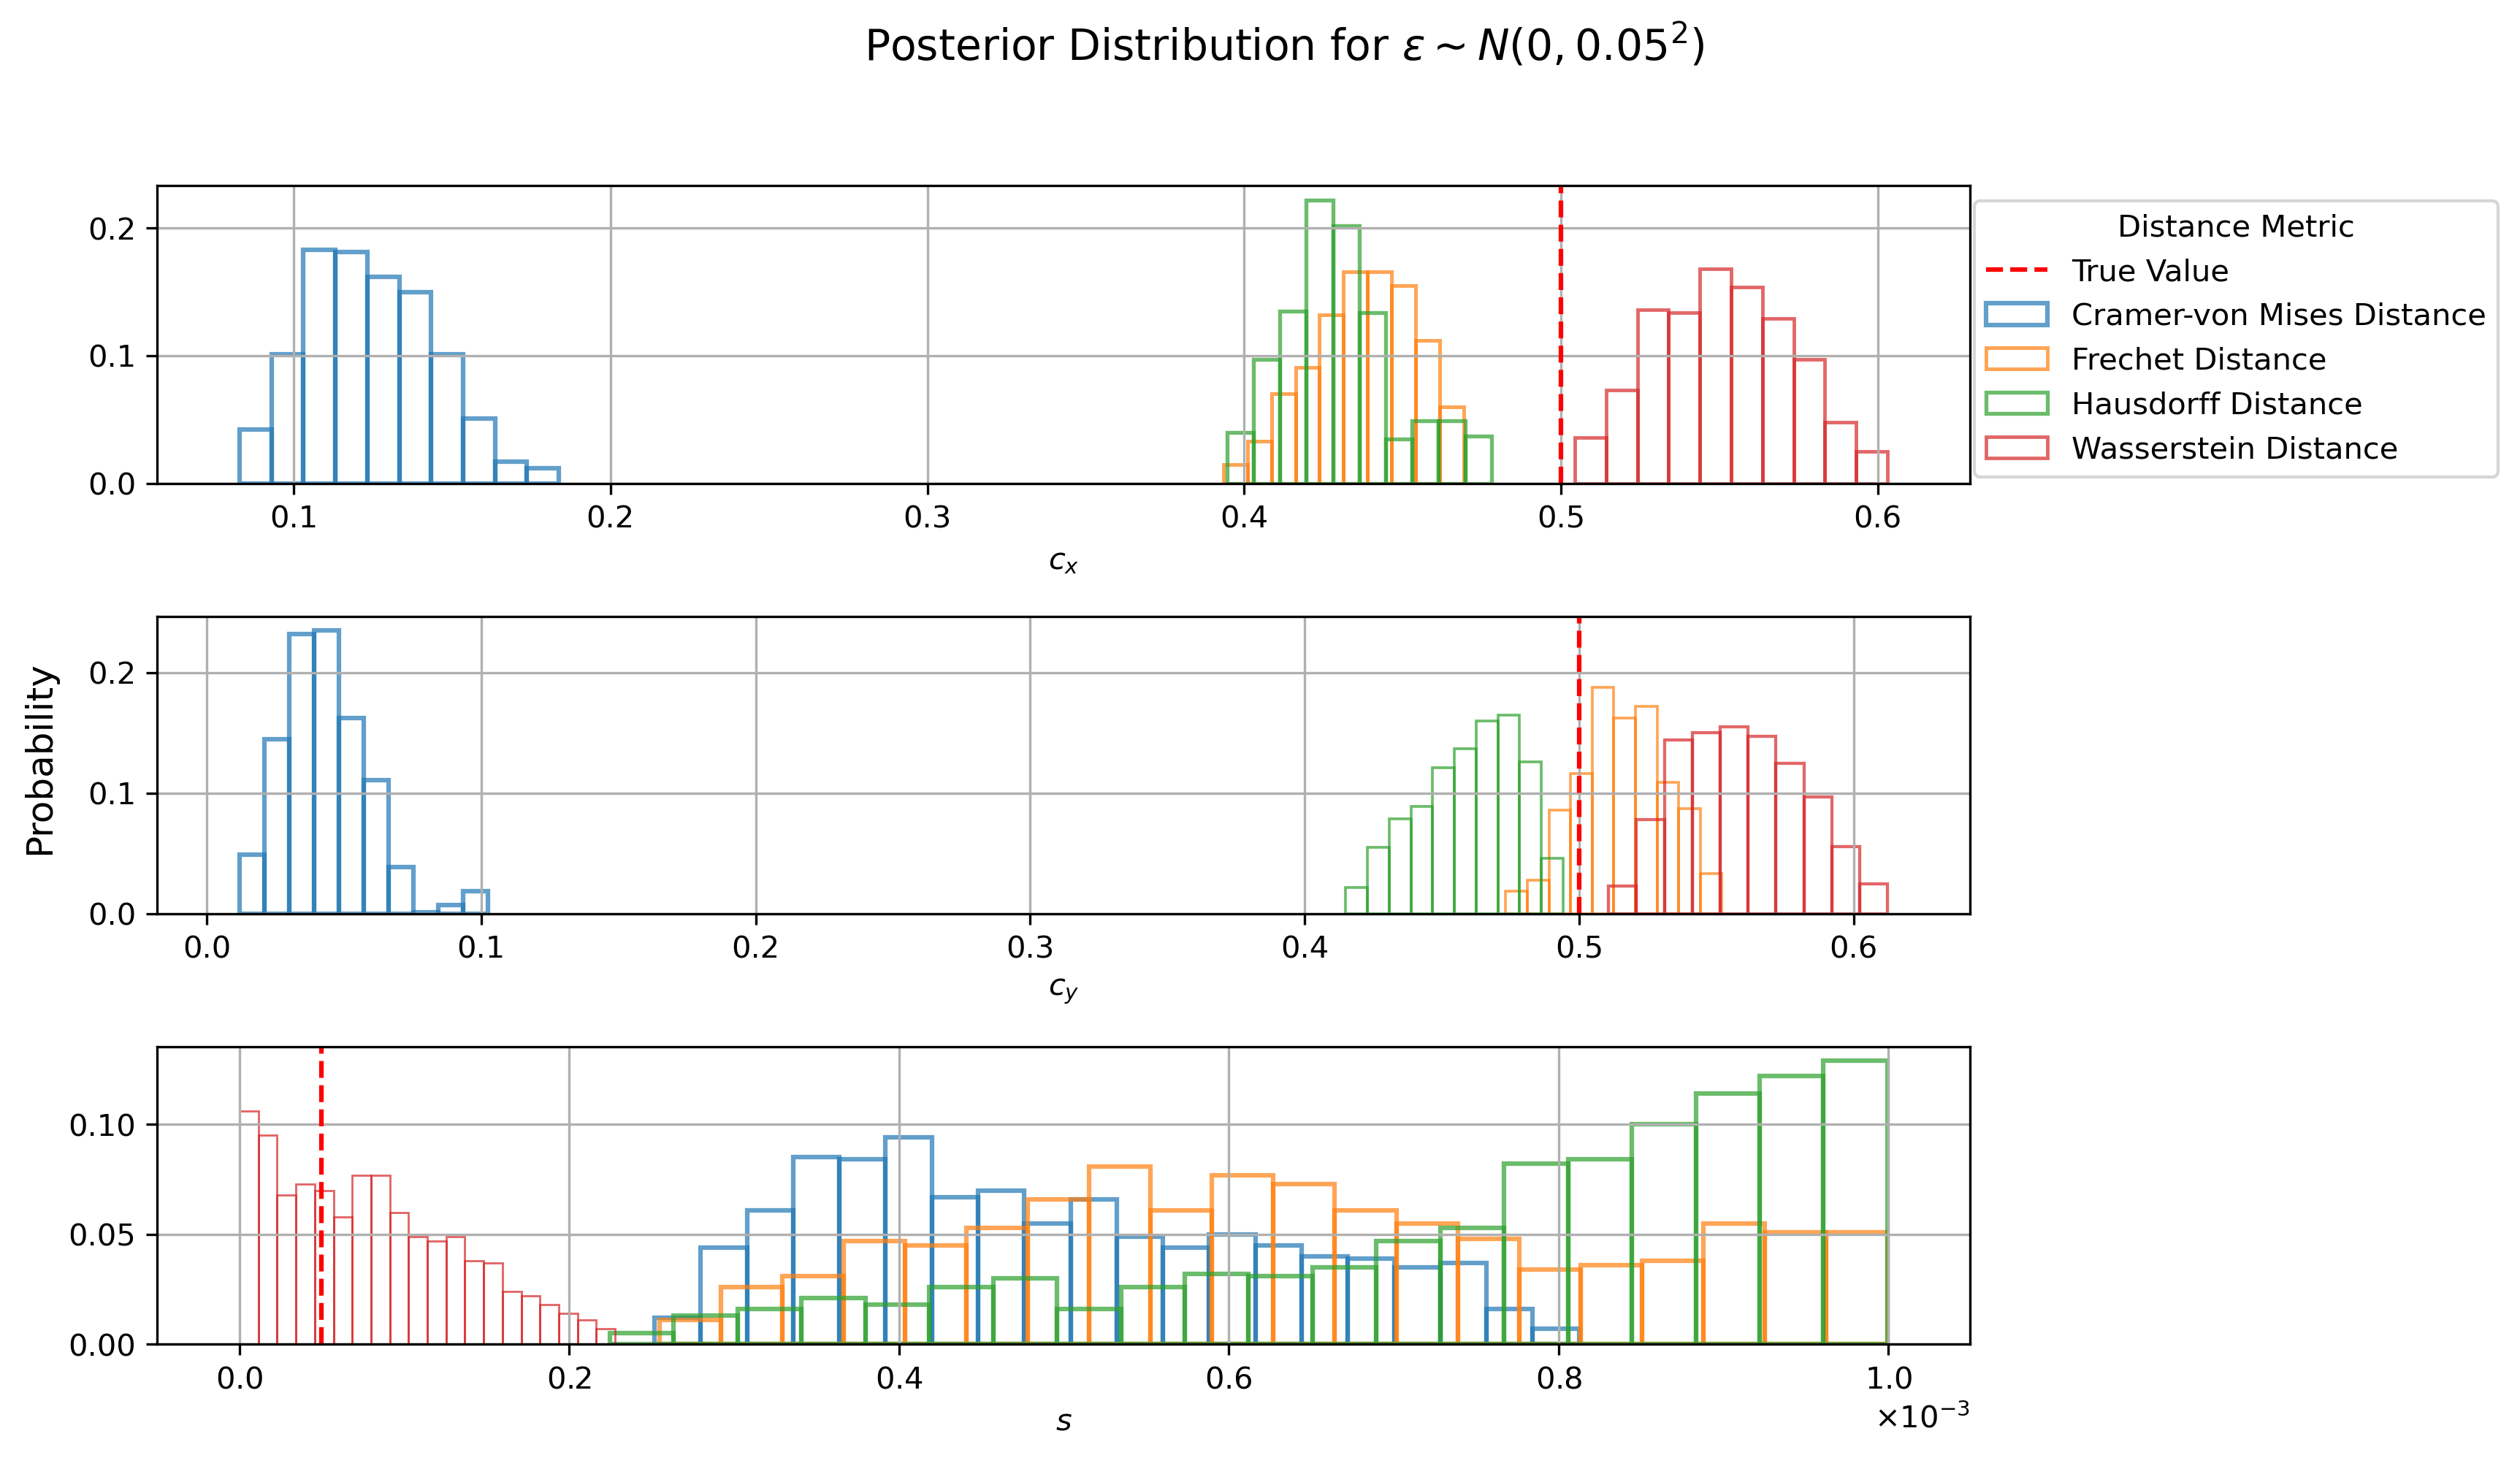 Posterior Distribution for ε ~ N(0, 0.05²)
0.2
0.1
0.0
0.1 0.2 0.3 0.4 0.5 0.6
cₓ
Distance Metric
True Value
Cramer-von Mises Distance
Frechet Distance
Hausdorff Distance
Wasserstein Distance
Probability
0.2
0.1
0.0
0.0 0.1 0.2 0.3 0.4 0.5 0.6
c_y
0.10
0.05
0.00
0.0 0.2 0.4 0.6 0.8 1.0
×10⁻³
s